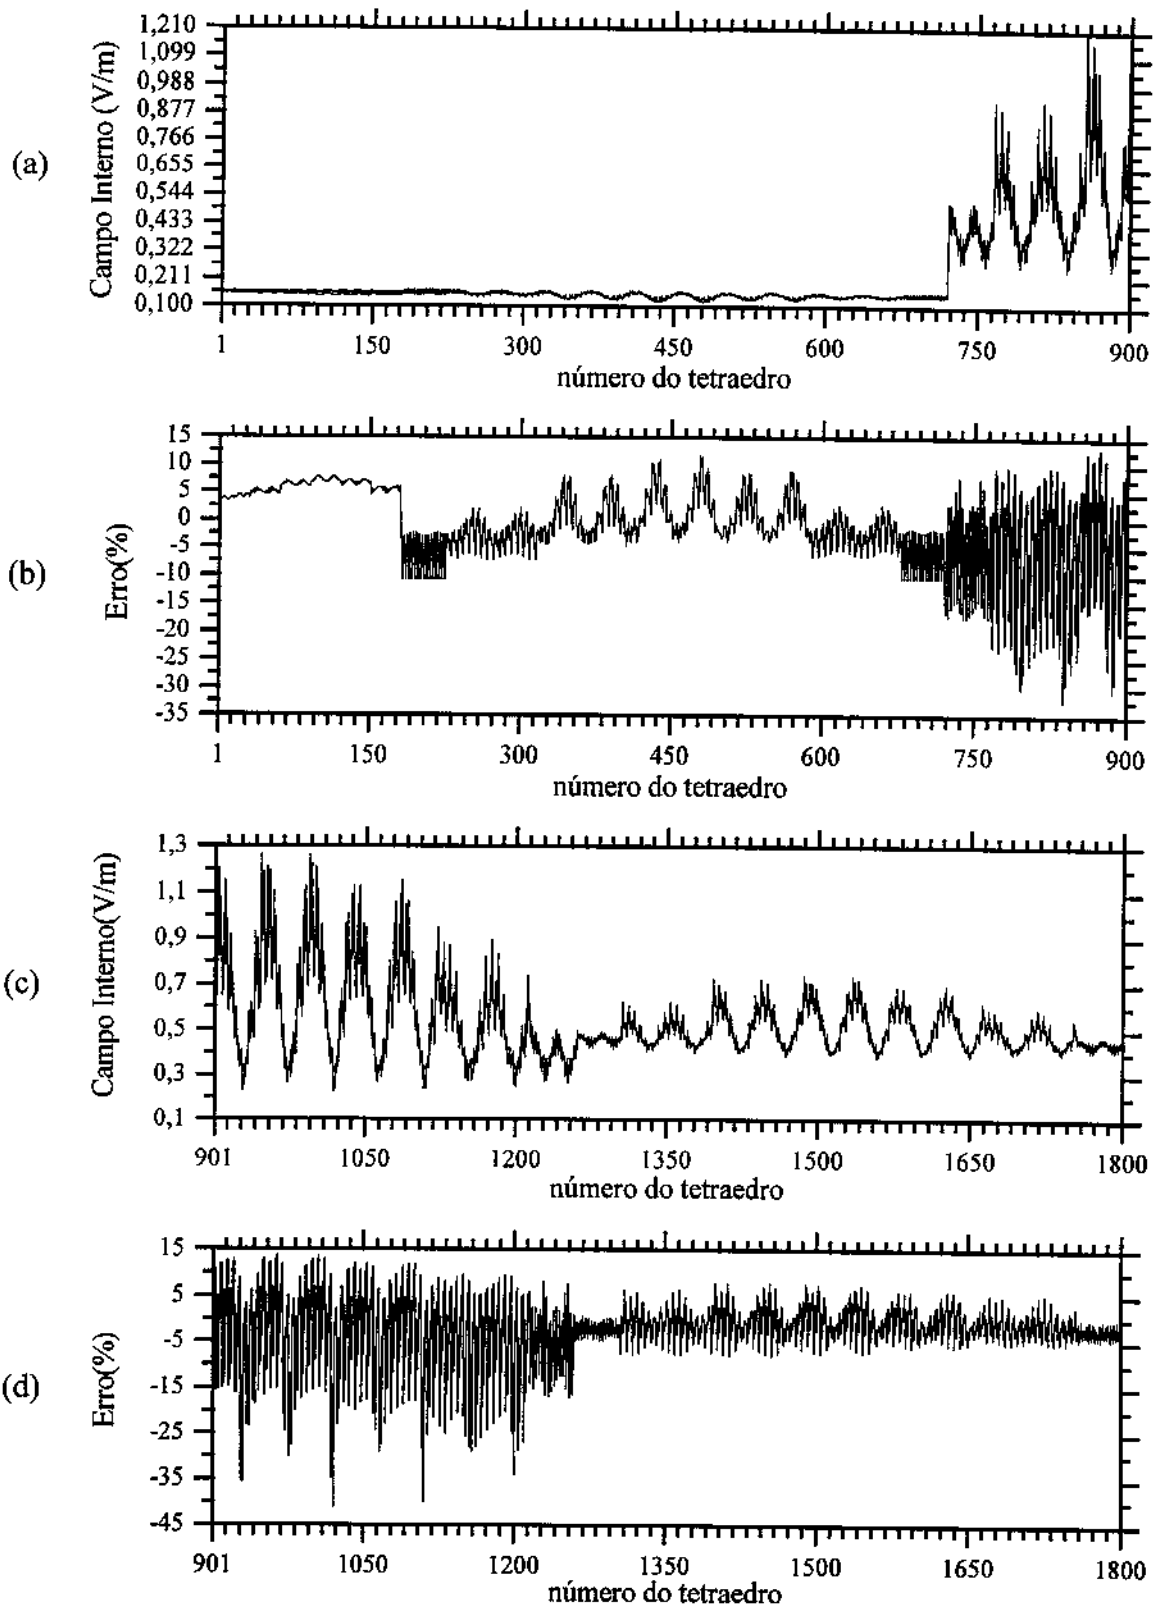 (a)
Campo Interno (V/m)
1,210
1,099
0,988
0,877
0,766
0,655
0,544
0,433
0,322
0,211
0,100
1 150 300 450 600 750 900
número do tetraedro
(b)
Erro(%)
15
10
5
0
-5
-10
-15
-20
-25
-30
-35
1 150 300 450 600 750 900
número do tetraedro
(c)
Campo Interno(V/m)
1,3
1,1
0,9
0,7
0,5
0,3
0,1
901 1050 1200 1350 1500 1650 1800
número do tetraedro
(d)
Erro(%)
15
5
-5
-15
-25
-35
-45
901 1050 1200 1350 1500 1650 1800
número do tetraedro